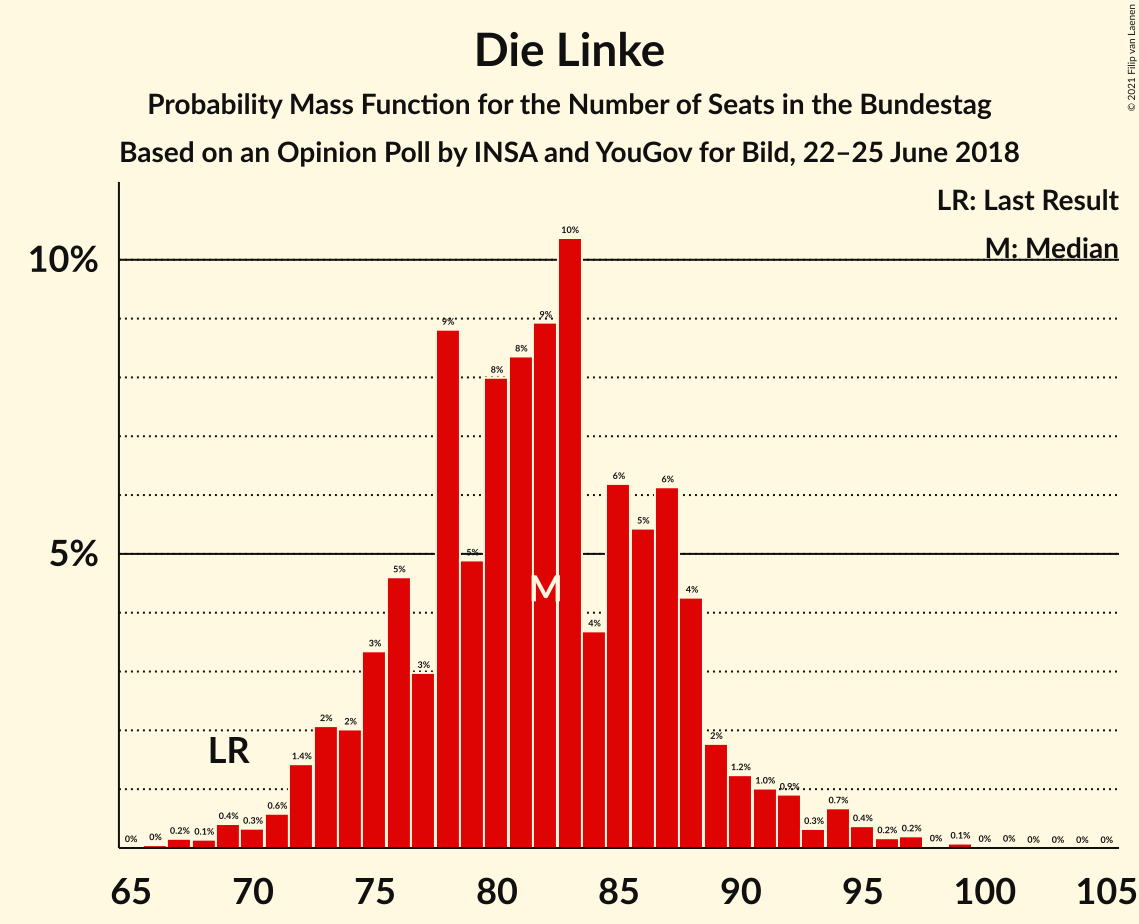 Die Linke
Probability Mass Function for the Number of Seats in the Bundestag
Based on an Opinion Poll by INSA and YouGov for Bild, 22–25 June 2018
© 2021 Filip van Laenen
LR: Last Result
M: Median
10%
5%
LR
M
0% 0% 0.2% 0.1% 0.4% 0.3% 0.6% 1.4% 2% 2% 3% 5% 3% 9% 5% 8% 8% 9% 10% 4% 6% 5% 6% 4% 2% 1.2% 1.0% 0.9% 0.3% 0.7% 0.4% 0.2% 0.2% 0% 0.1% 0% 0% 0% 0% 0% 0%
65 70 75 80 85 90 95 100 105